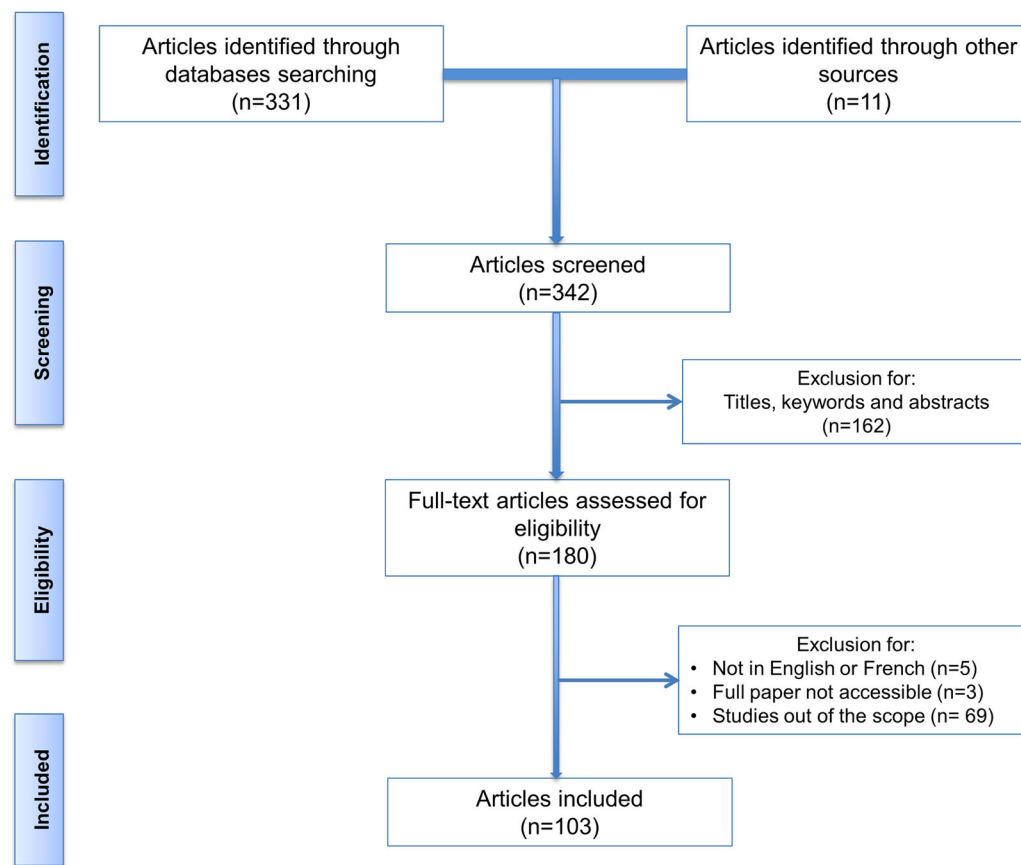 Identification
Articles identified through
databases searching
(n=331)
Articles identified through other
sources
(n=11)
Screening
Articles screened
(n=342)
Exclusion for:
Titles, keywords and abstracts
(n=162)
Eligibility
Full-text articles assessed for
eligibility
(n=180)
Exclusion for:
• Not in English or French (n=5)
• Full paper not accessible (n=3)
• Studies out of the scope (n= 69)
Included
Articles included
(n=103)